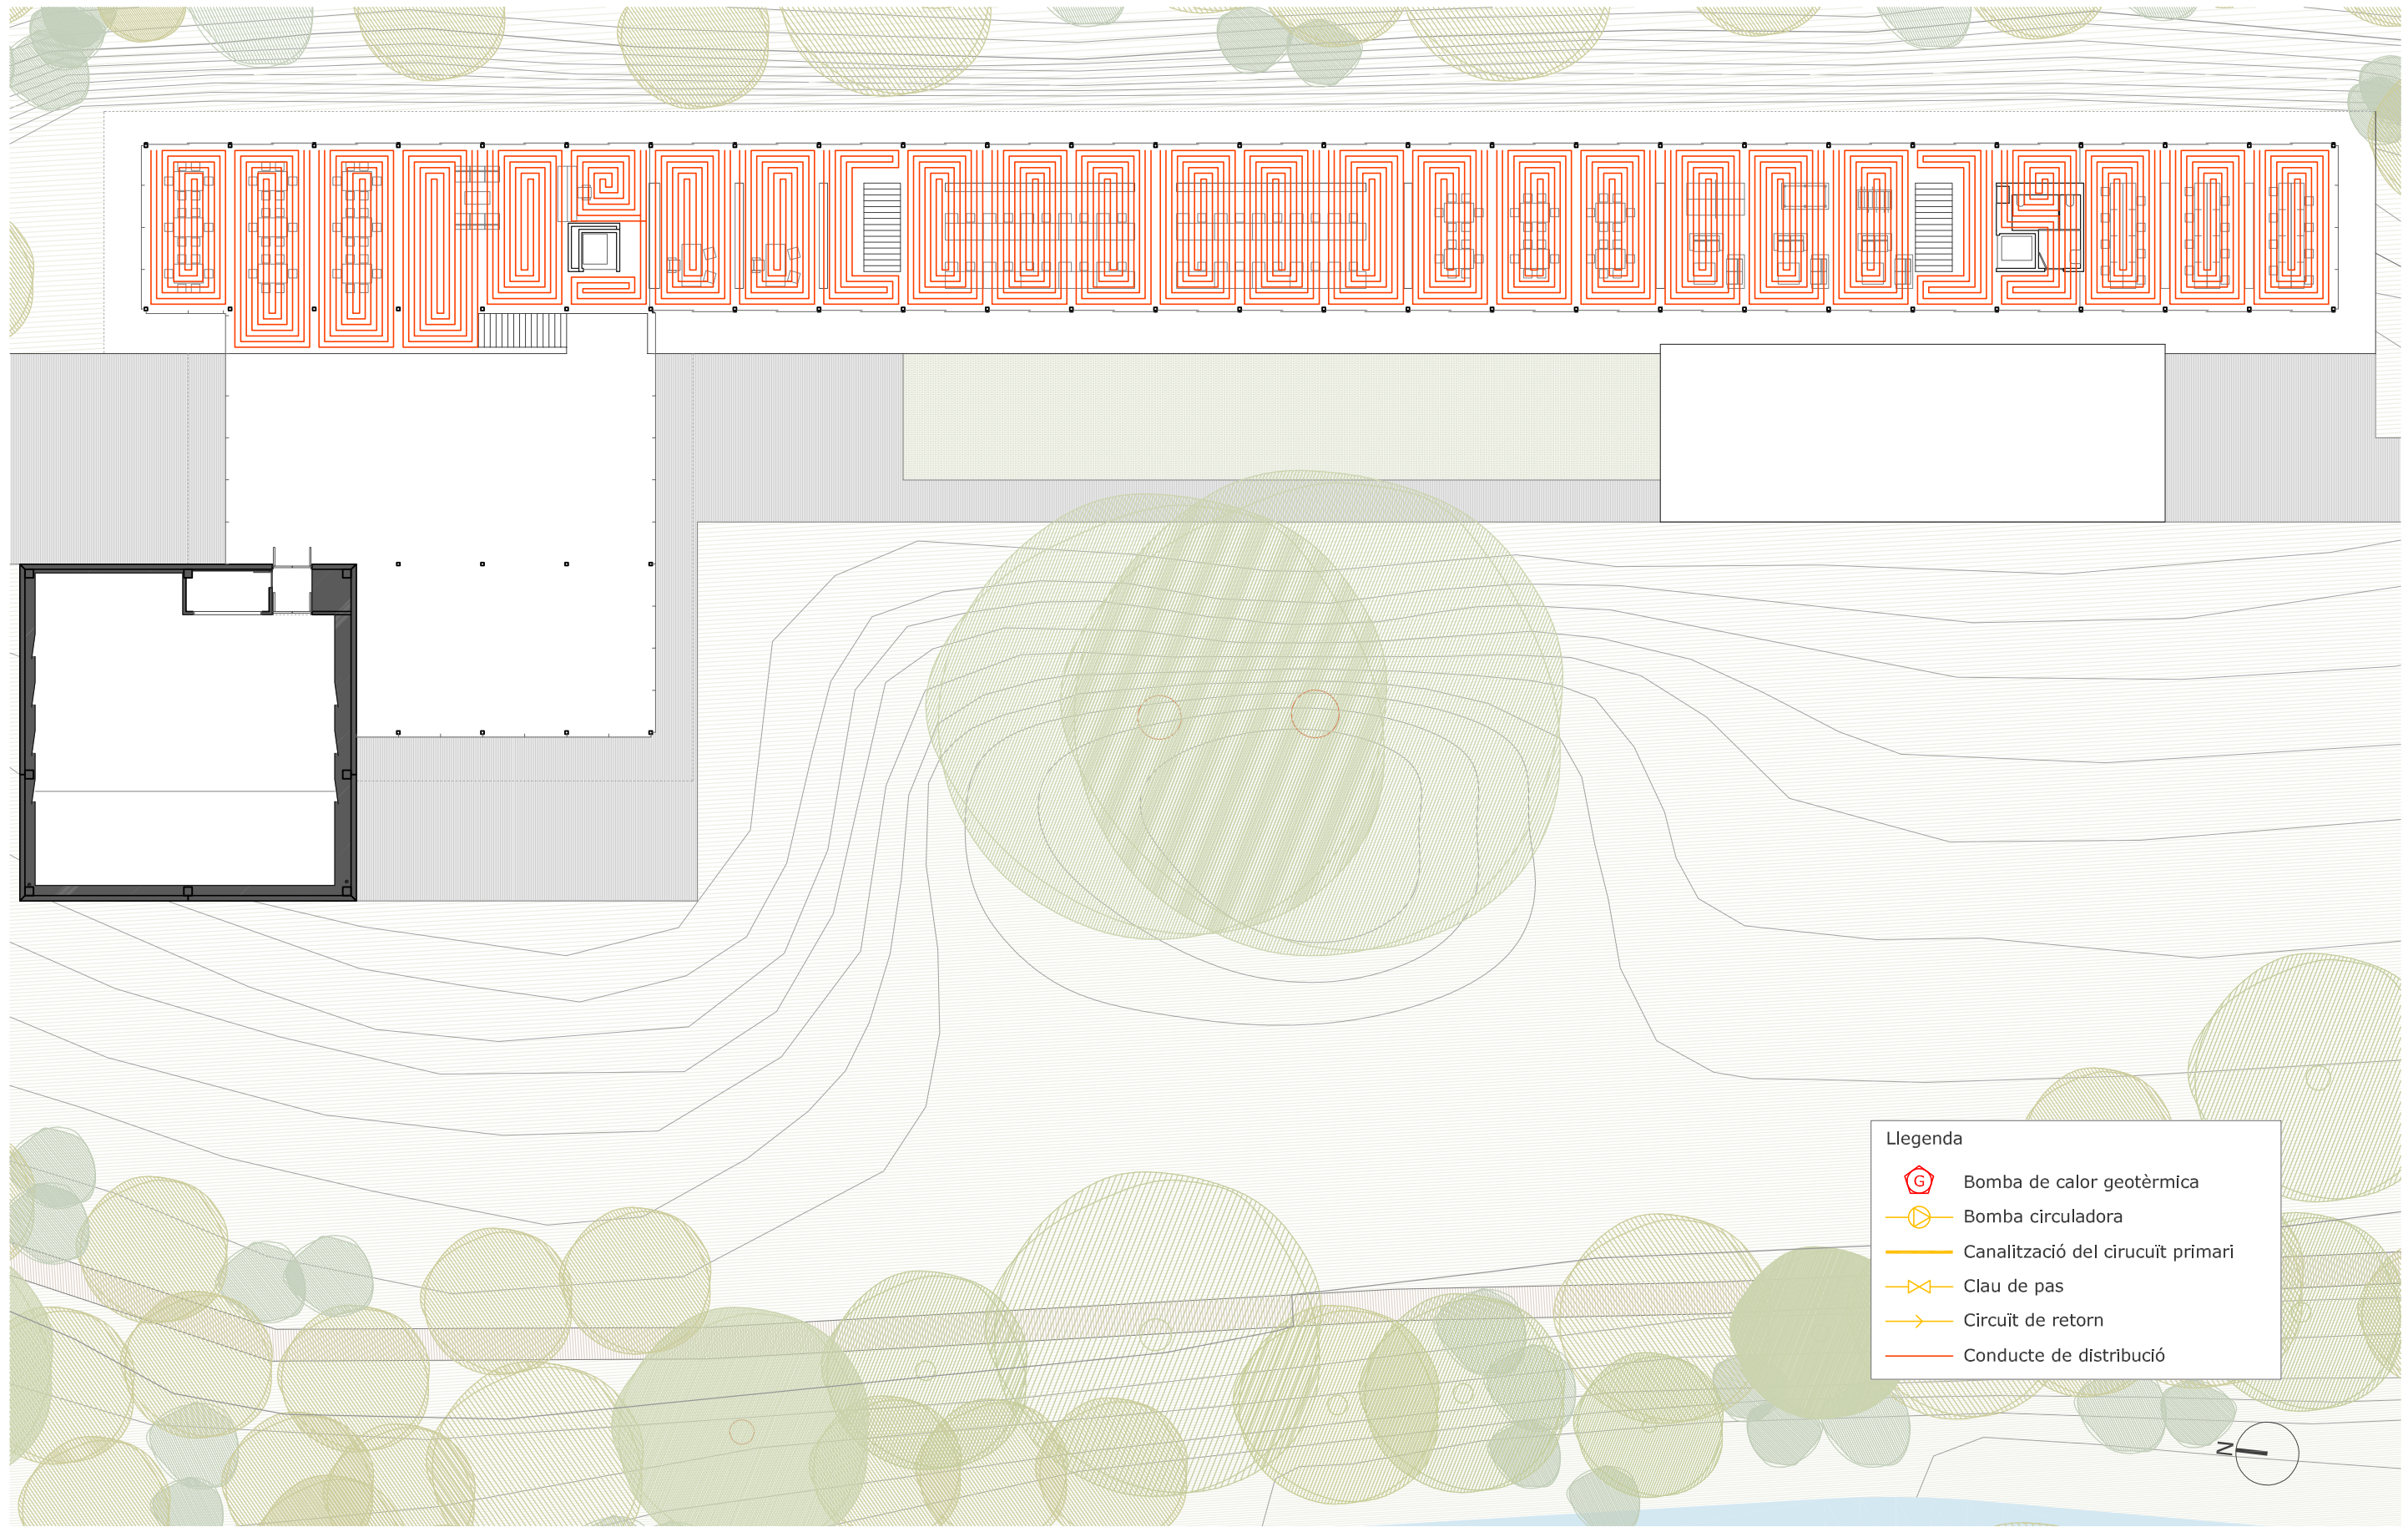 Llegenda
G
Bomba de calor geotèrmica
Bomba circuladora
Canalització del cirucuït primari
Clau de pas
Circuït de retorn
Conducte de distribució
N